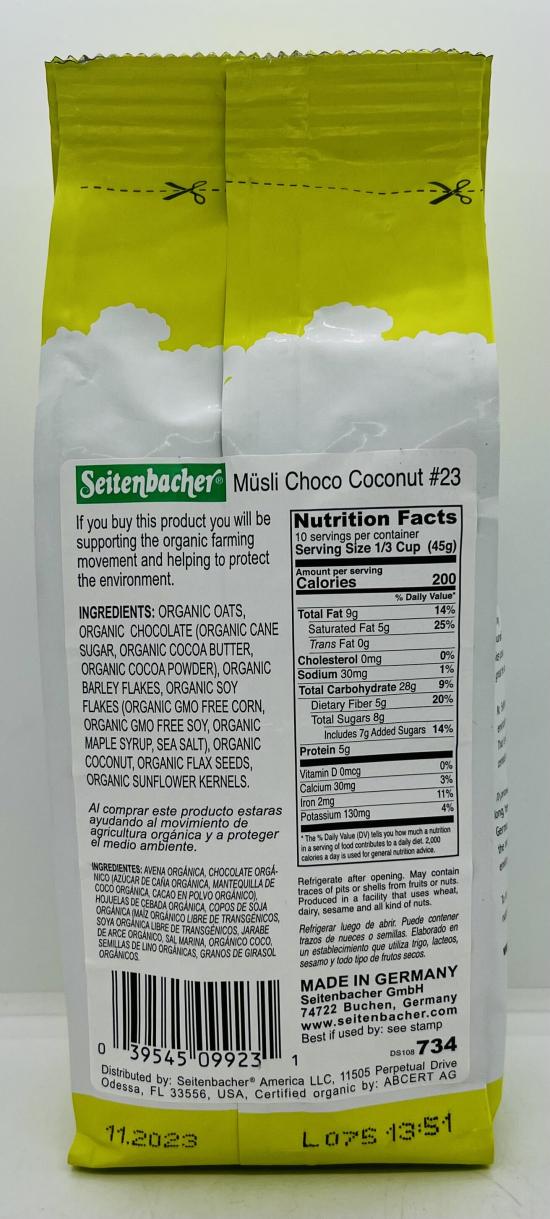 Seitenbacher® Müsli Choco Coconut #23
If you buy this product you will be
supporting the organic farming
movement and helping to protect
the environment.
INGREDIENTS: ORGANIC OATS,
ORGANIC CHOCOLATE (ORGANIC CANE
SUGAR, ORGANIC COCOA BUTTER,
ORGANIC COCOA POWDER), ORGANIC
BARLEY FLAKES, ORGANIC SOY
FLAKES (ORGANIC GMO FREE CORN,
ORGANIC GMO FREE SOY, ORGANIC
MAPLE SYRUP, SEA SALT), ORGANIC
COCONUT, ORGANIC FLAX SEEDS,
ORGANIC SUNFLOWER KERNELS.
Al comprar este producto estaras
ayudando al movimiento de
agricultura orgánica y a proteger
el medio ambiente.
INGREDIENTES: AVENA ORGÁNICA, CHOCOLATE ORGÁ-
NICO (AZÚCAR DE CAÑA ORGÁNICA, MANTEQUILLA DE
COCO ORGÁNICA, CACAO EN POLVO ORGÁNICO),
HOJUELAS DE CEBADA ORGÁNICA, COPOS DE SOJA
ORGÁNICA (MAÍZ ORGÁNICO LIBRE DE TRANSGÉNICOS,
SOYA ORGÁNICA LIBRE DE TRANSGÉNICOS, JARABE
DE ARCE ORGÁNICO, SAL MARINA, ORGÁNICO COCO,
SEMILLAS DE LINO ORGÁNICAS, GRANOS DE GIRASOL
ORGÁNICOS.
Nutrition Facts
10 servings per container
Serving Size 1/3 Cup (45g)
Amount per serving
Calories 200
% Daily Value*
Total Fat 9g 14%
Saturated Fat 5g 25%
Trans Fat 0g
Cholesterol 0mg 0%
Sodium 30mg 1%
Total Carbohydrate 28g 9%
Dietary Fiber 5g 20%
Total Sugars 8g
Includes 7g Added Sugars 14%
Protein 5g
Vitamin D 0mcg 0%
Calcium 30mg 3%
Iron 2mg 11%
Potassium 130mg 4%
* The % Daily Value (DV) tells you how much a nutrition
in a serving of food contributes to a daily diet. 2,000
calories a day is used for general nutrition advice.
Refrigerate after opening. May contain
traces of pits or shells from fruits or nuts.
Produced in a facility that uses wheat,
dairy, sesame and all kind of nuts.
Refrigerar luego de abrir. Puede contener
trazos de nueces o semillas. Elaborado en
un establecimiento que utiliza trigo, lacteos,
sesamo y todo tipo de frutos secos.
MADE IN GERMANY
Seitenbacher GmbH
74722 Buchen, Germany
www.seitenbacher.com
Best if used by: see stamp
DS108 734
0 39545 09923 1
Distributed by: Seitenbacher® America LLC, 11505 Perpetual Drive
Odessa, FL 33556, USA, Certified organic by: ABCERT AG
11.2023 L075 13:51